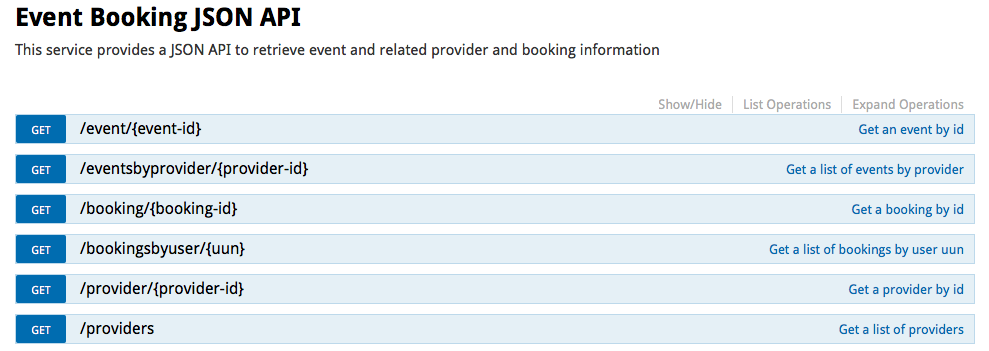 Event Booking JSON API
This service provides a JSON API to retrieve event and related provider and booking information
Show/Hide List Operations Expand Operations
GET /event/{event-id} Get an event by id
GET /eventsbyprovider/{provider-id} Get a list of events by provider
GET /booking/{booking-id} Get a booking by id
GET /bookingsbyuser/{uun} Get a list of bookings by user uun
GET /provider/{provider-id} Get a provider by id
GET /providers Get a list of providers